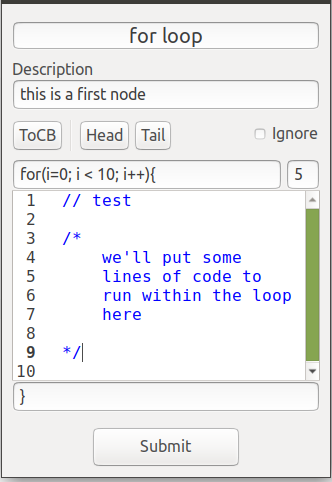 for loop
Description
this is a first node
ToCB Head Tail Ignore
for(i=0; i < 10; i++){ 5
1 // test
2
3 /*
4 we'll put some
5 lines of code to
6 run within the loop
7 here
8
9 */
10
}
Submit